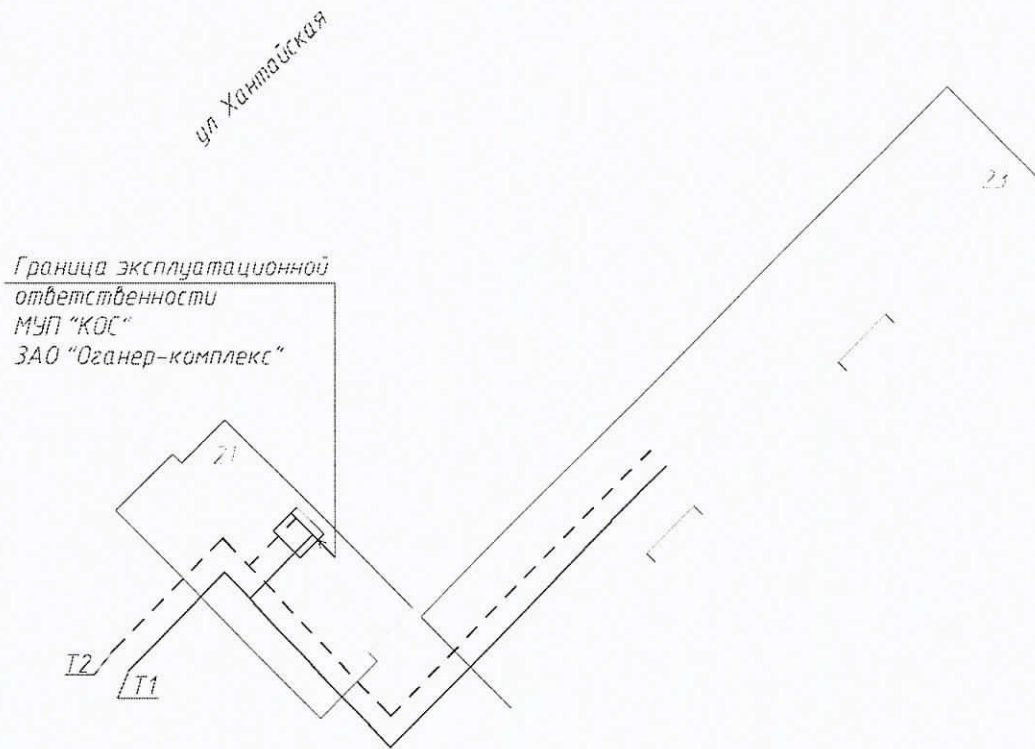 ул Хантайская
23
Граница эксплуатационной
ответственности
МУП "КОС"
ЗАО "Оганер-комплекс"
21
Т2
Т1